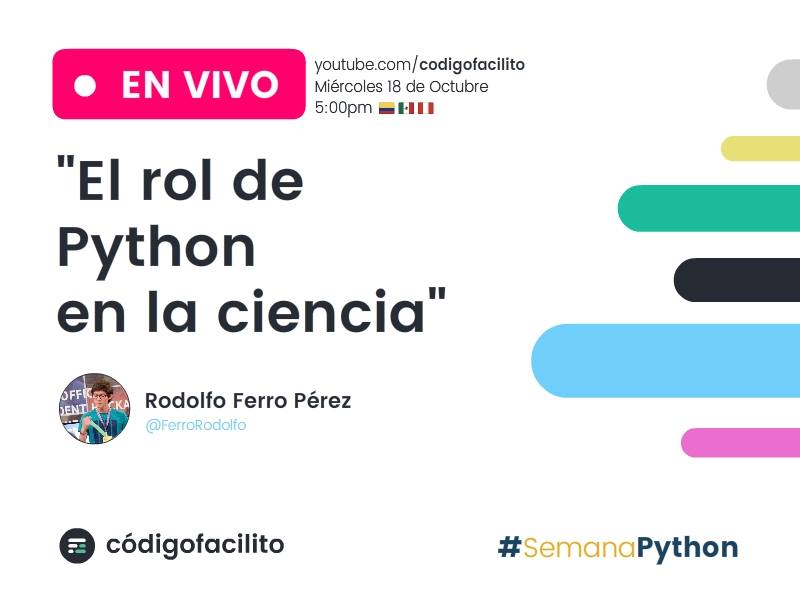 EN VIVO
youtube.com/codigofacilito
Miércoles 18 de Octubre
5:00pm
"El rol de
Python
en la ciencia"
Rodolfo Ferro Pérez
@FerroRodolfo
códigofacilito
#SemanaPython